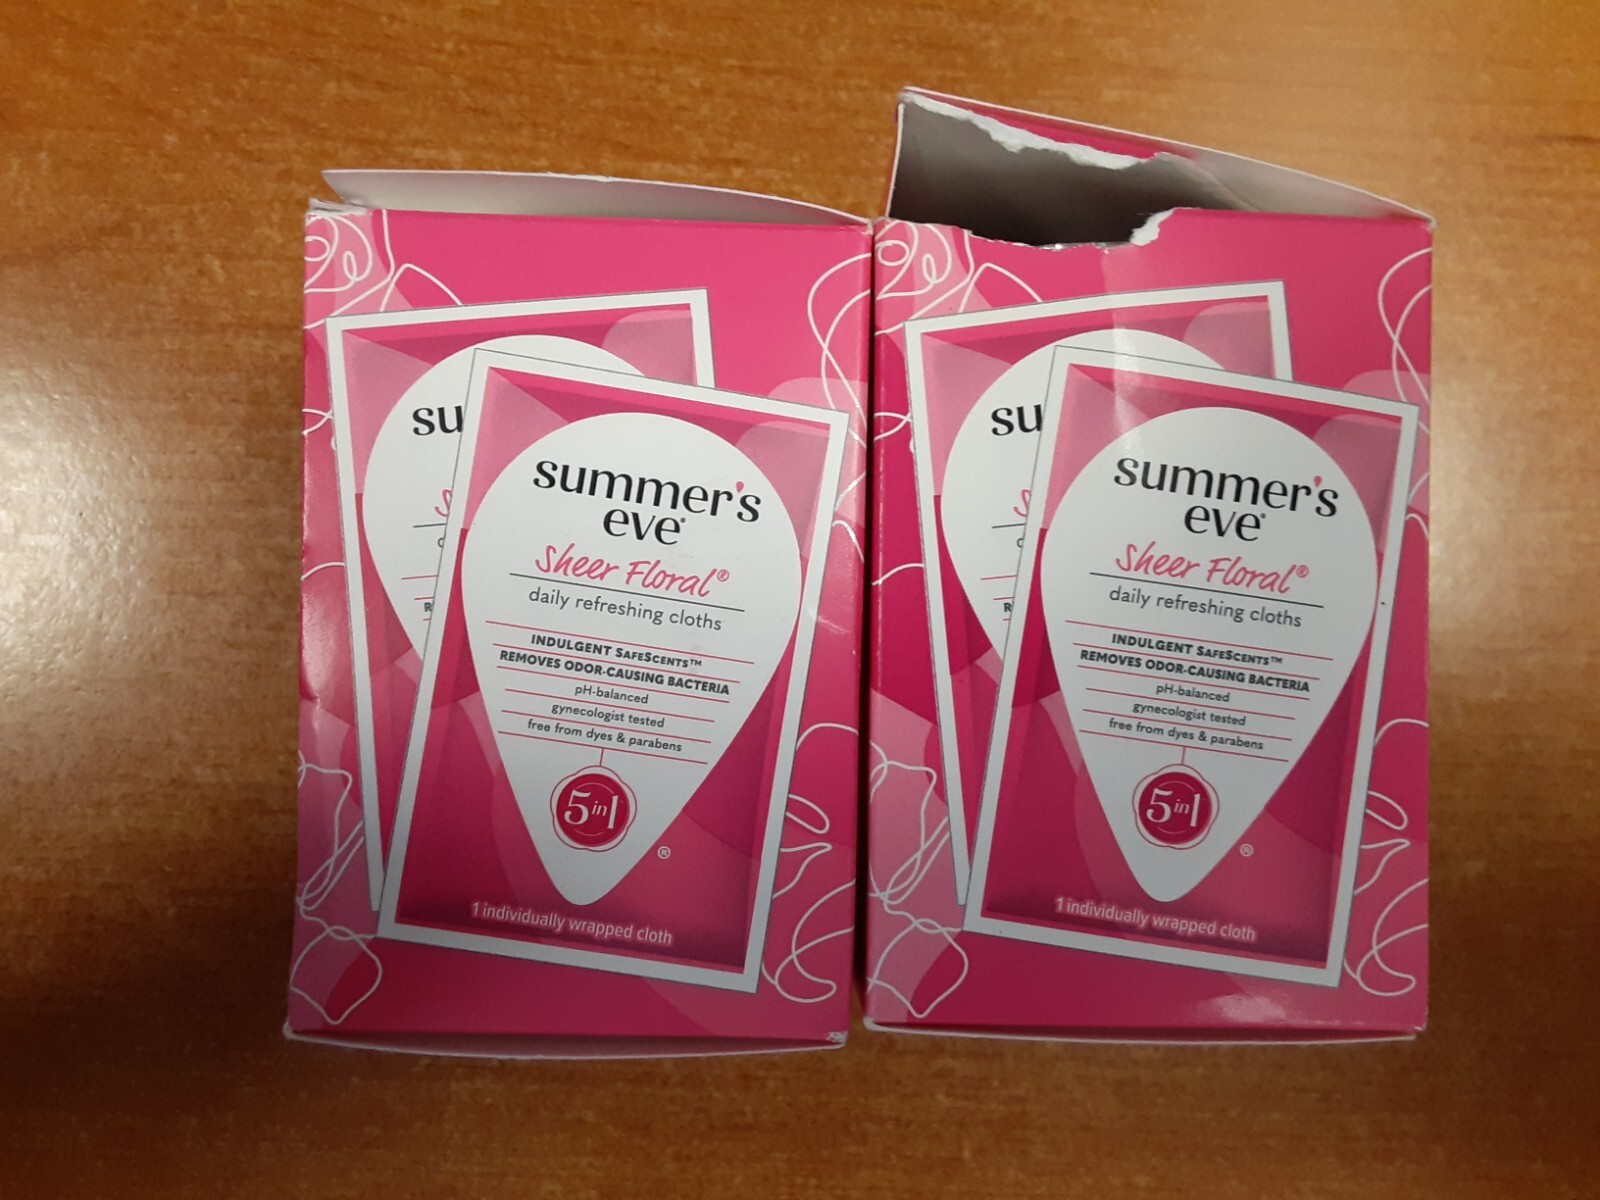 su
summer's
eve®
Sheer Floral®
daily refreshing cloths
INDULGENT SAFESCENTS™
REMOVES ODOR-CAUSING BACTERIA
pH-balanced
gynecologist tested
free from dyes & parabens
5in1
®
1 individually wrapped cloth
su
summer's
eve®
Sheer Floral®
daily refreshing cloths
INDULGENT SAFESCENTS™
REMOVES ODOR-CAUSING BACTERIA
pH-balanced
gynecologist tested
free from dyes & parabens
5in1
®
1 individually wrapped cloth